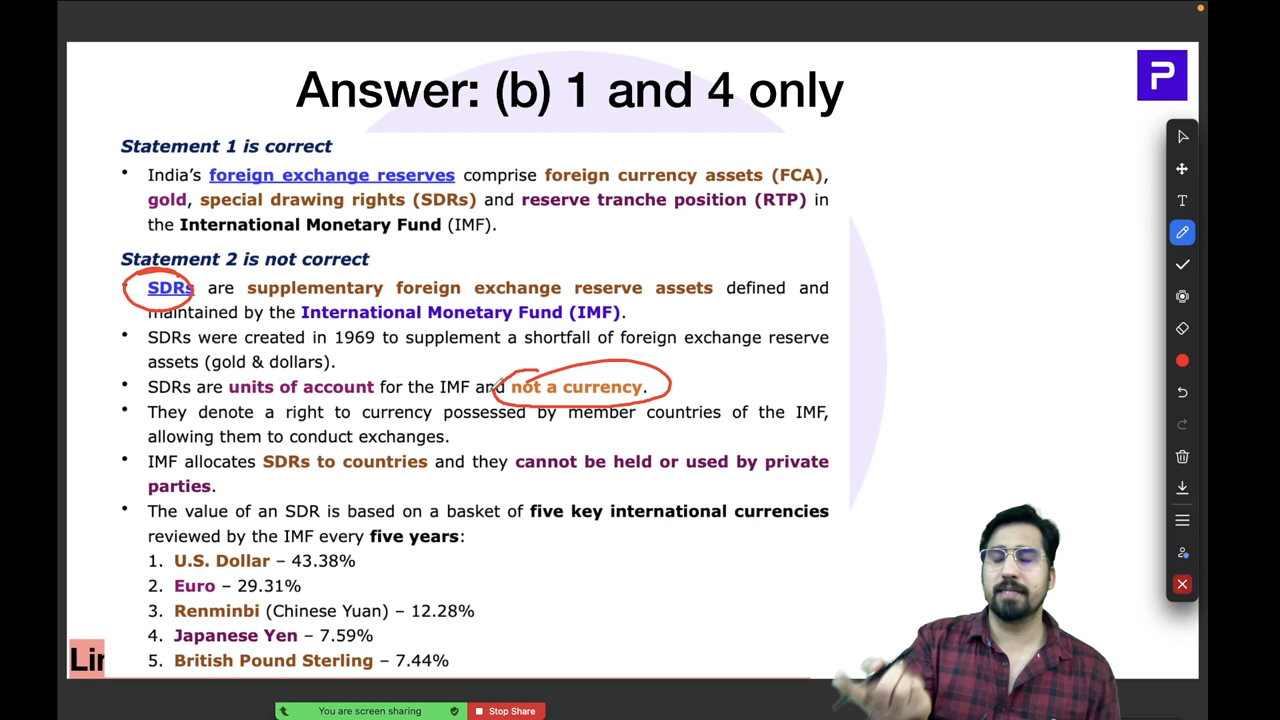 Answer: (b) 1 and 4 only
P
Statement 1 is correct
• India’s foreign exchange reserves comprise foreign currency assets (FCA),
gold, special drawing rights (SDRs) and reserve tranche position (RTP) in
the International Monetary Fund (IMF).
Statement 2 is not correct
• SDRs are supplementary foreign exchange reserve assets defined and
maintained by the International Monetary Fund (IMF).
• SDRs were created in 1969 to supplement a shortfall of foreign exchange reserve
assets (gold & dollars).
• SDRs are units of account for the IMF and not a currency.
• They denote a right to currency possessed by member countries of the IMF,
allowing them to conduct exchanges.
• IMF allocates SDRs to countries and they cannot be held or used by private
parties.
• The value of an SDR is based on a basket of five key international currencies
reviewed by the IMF every five years:
1. U.S. Dollar – 43.38%
2. Euro – 29.31%
3. Renminbi (Chinese Yuan) – 12.28%
4. Japanese Yen – 7.59%
5. British Pound Sterling – 7.44%
T
You are screen sharing
Stop Share